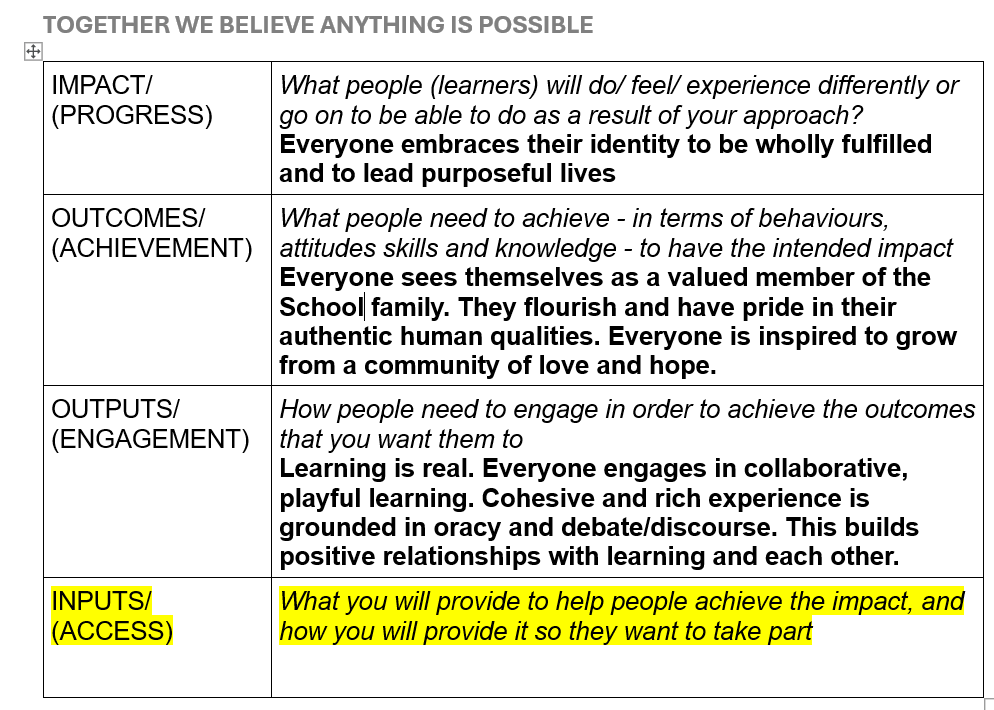 TOGETHER WE BELIEVE ANYTHING IS POSSIBLE
IMPACT/
(PROGRESS)
What people (learners) will do/ feel/ experience differently or
go on to be able to do as a result of your approach?
Everyone embraces their identity to be wholly fulfilled
and to lead purposeful lives
OUTCOMES/
(ACHIEVEMENT)
What people need to achieve - in terms of behaviours,
attitudes skills and knowledge - to have the intended impact
Everyone sees themselves as a valued member of the
School family. They flourish and have pride in their
authentic human qualities. Everyone is inspired to grow
from a community of love and hope.
OUTPUTS/
(ENGAGEMENT)
How people need to engage in order to achieve the outcomes
that you want them to
Learning is real. Everyone engages in collaborative,
playful learning. Cohesive and rich experience is
grounded in oracy and debate/discourse. This builds
positive relationships with learning and each other.
INPUTS/
(ACCESS)
What you will provide to help people achieve the impact, and
how you will provide it so they want to take part